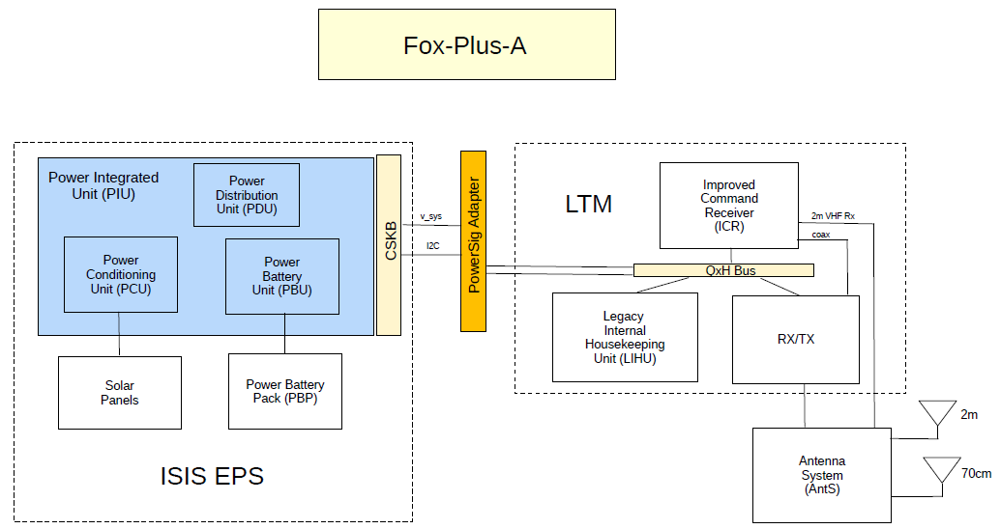 Fox-Plus-A
Power Integrated
Unit (PIU)
Power
Distribution
Unit (PDU)
Power
Conditioning
Unit (PCU)
Power
Battery
Unit (PBU)
Solar
Panels
Power Battery
Pack (PBP)
ISIS EPS
CSKB
v_sys
I2C
PowerSig Adapter
LTM
Improved
Command
Receiver
(ICR)
2m VHF Rx
coax
QxH Bus
Legacy
Internal
Housekeeping
Unit (LIHU)
RX/TX
Antenna
System
(AntS)
2m
70cm